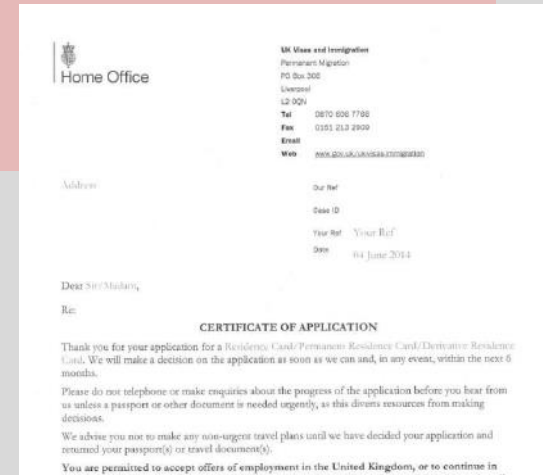 Home Office
UK Visas and Immigration
Permanent Migration
PO Box 306
Liverpool
L2 0QN
Tel 0870 606 7766
Fax 0151 213 2909
Email
Web www.gov.uk/ukvisas-immigration
Address
Our Ref
Case ID
Your Ref Your Ref
Date 04 June 2014
Dear Sir/Madam,
Re:
CERTIFICATE OF APPLICATION
Thank you for your application for a Residence Card/Permanent Residence Card/Derivative Residence
Card. We will make a decision on the application as soon as we can and, in any event, within the next 6
months.
Please do not telephone or make enquiries about the progress of the application before you hear from
us unless a passport or other document is needed urgently, as this diverts resources from making
decisions.
We advise you not to make any non-urgent travel plans until we have decided your application and
returned your passport(s) or travel document(s).
You are permitted to accept offers of employment in the United Kingdom, or to continue in